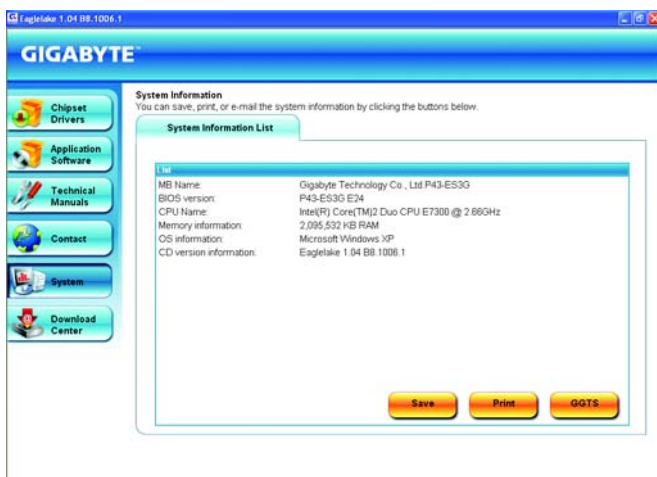 Eaglelake 1.04 B8.1006.1
GIGABYTE™
Chipset
Drivers
Application
Software
Technical
Manuals
Contact
System
Download
Center
System Information
You can save, print, or e-mail the system information by clicking the buttons below.
System Information List
List
MB Name: Gigabyte Technology Co., Ltd.P43-ES3G
BIOS version: P43-ES3G E24
CPU Name: Intel(R) Core(TM)2 Duo CPU E7300 @ 2.66GHz
Memory information: 2,095,532 KB RAM
OS information: Microsoft Windows XP
CD version information: Eaglelake 1.04 B8.1006.1
Save Print GGTS